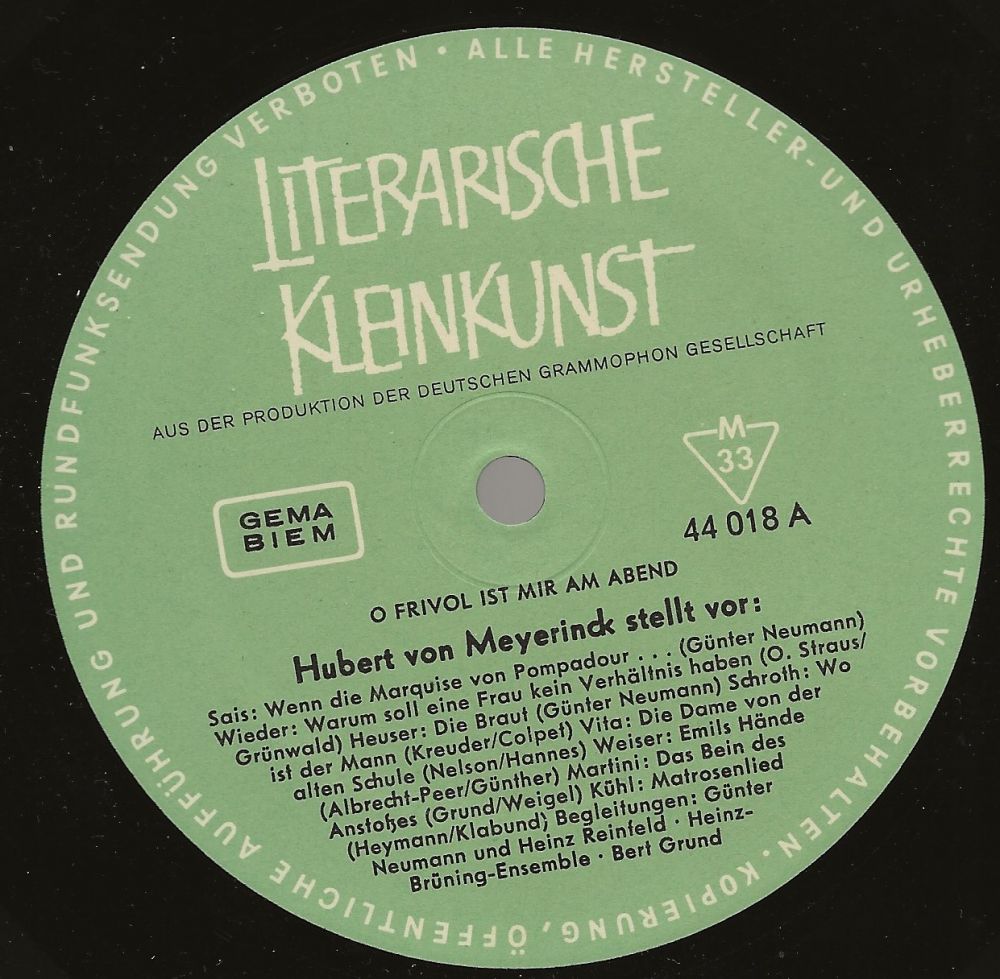 ALLE HERSTELLER- UND URHEBERRECHTE VORBEHALTEN · KOPIERUNG, ÖFFENTLICHE AUFFÜHRUNG UND RUNDFUNKSENDUNG VERBOTEN ·
LITERARISCHE
KLEINKUNST
AUS DER PRODUKTION DER DEUTSCHEN GRAMMOPHON GESELLSCHAFT
M
33
GEMA
BIEM
44 018 A
O FRIVOL IST MIR AM ABEND
Hubert von Meyerinck stellt vor:
Sais: Wenn die Marquise von Pompadour . . . (Günter Neumann)
Wieder: Warum soll eine Frau kein Verhältnis haben (O. Straus/
Grünwald) Heuser: Die Braut (Günter Neumann) Schroth: Wo
ist der Mann (Kreuder/Colpet) Vita: Die Dame von der
alten Schule (Nelson/Hannes) Weiser: Emils Hände
(Albrecht-Peer/Günther) Martini: Das Bein des
Anstoßes (Grund/Weigel) Kühl: Matrosenlied
(Heymann/Klabund) Begleitungen: Günter
Neumann und Heinz Reinfeld · Heinz-
Brüning-Ensemble · Bert Grund